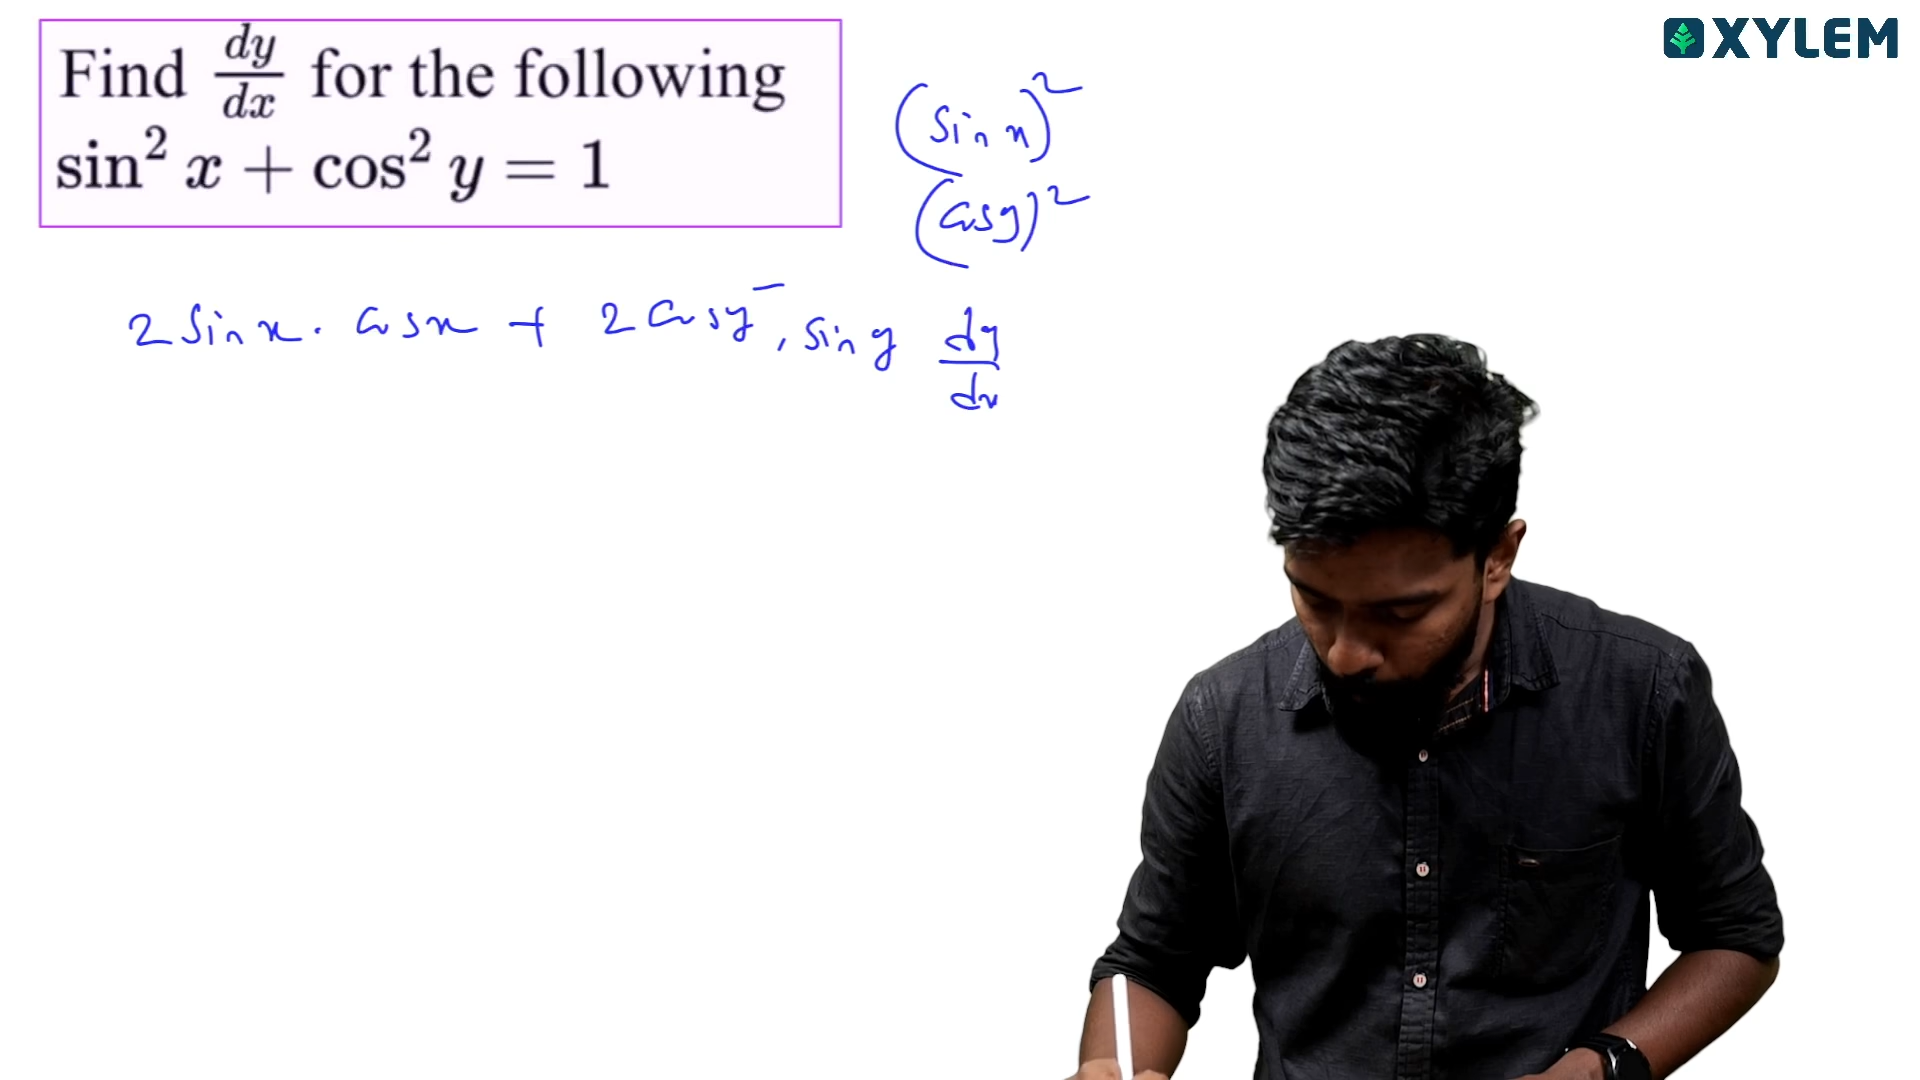 XYLEM
Find dy/dx for the following
sin² x + cos² y = 1
(sin x)²
(cos y)²
2 sin x . cos x + 2 cos y . - sin y dy/dx